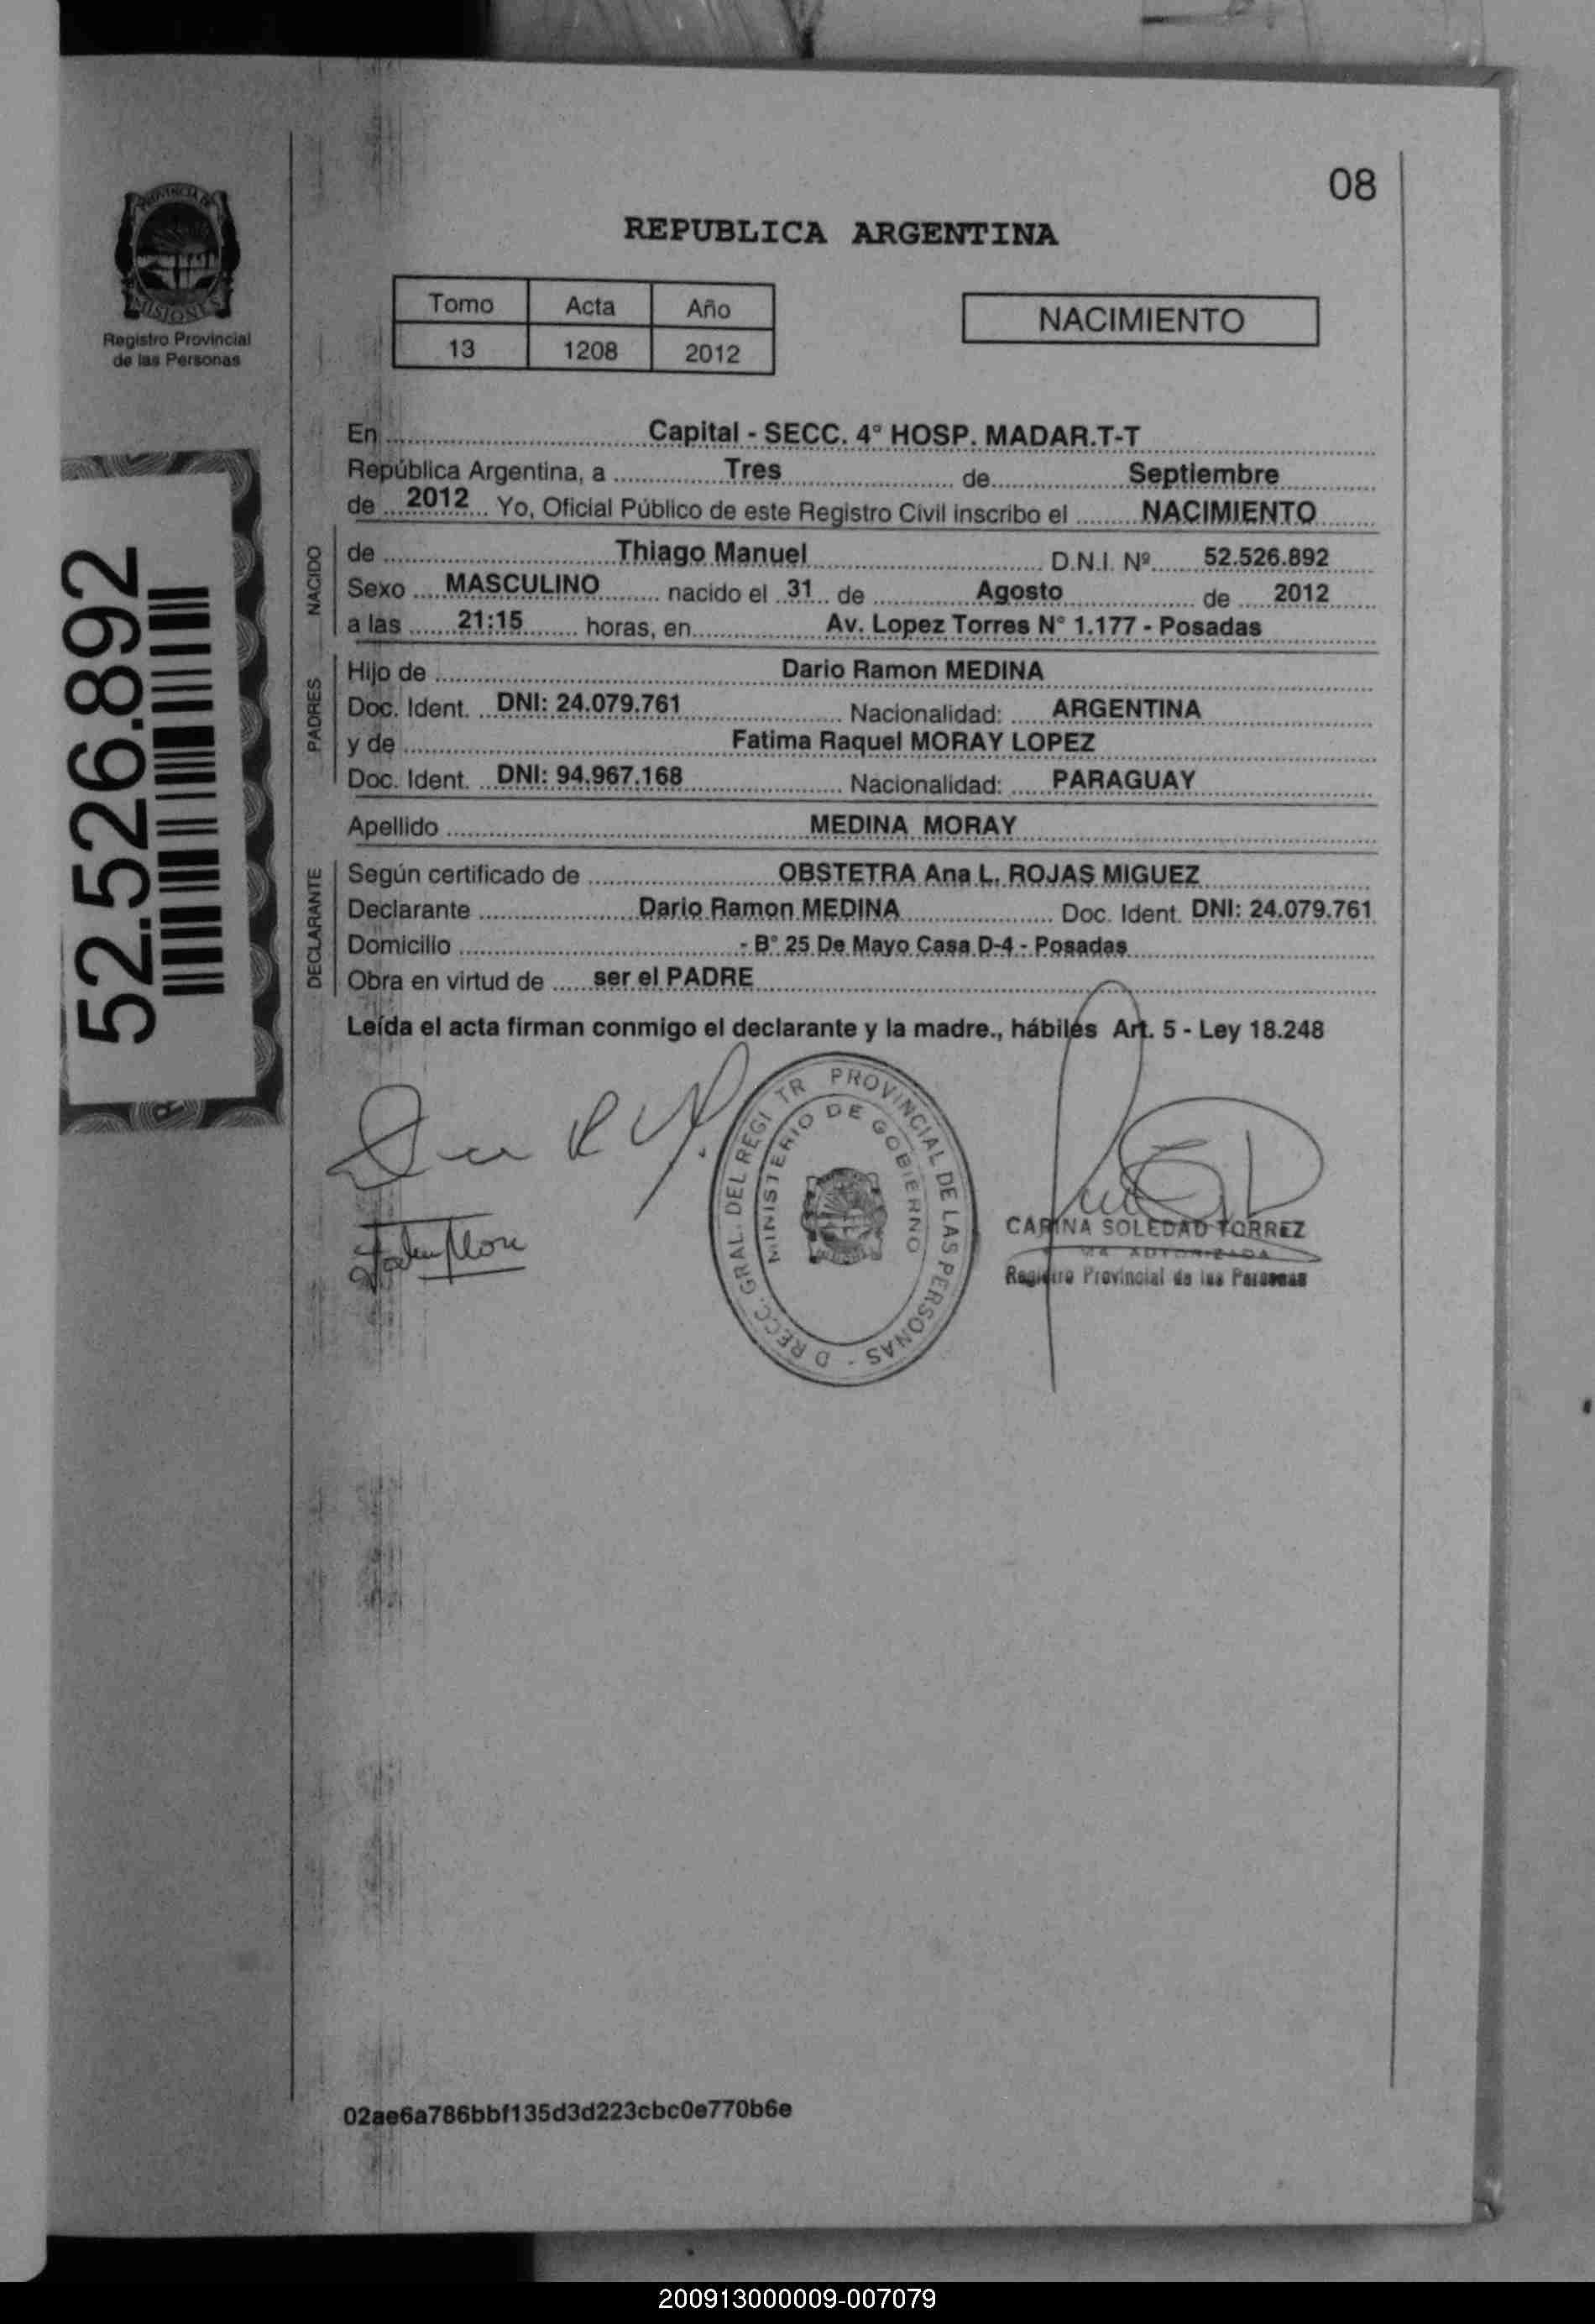 08
PROVINCIA DE
MISIONES
Registro Provincial
de las Personas
REPUBLICA ARGENTINA
Tomo Acta Año
13 1208 2012
NACIMIENTO
52.526.892
En Capital - SECC. 4° HOSP. MADAR.T-T
República Argentina, a Tres de Septiembre
de 2012 Yo, Oficial Público de este Registro Civil inscribo el NACIMIENTO
NACIDO
de Thiago Manuel D.N.I. Nº 52.526.892
Sexo MASCULINO nacido el 31 de Agosto de 2012
a las 21:15 horas, en Av. Lopez Torres N° 1.177 - Posadas
PADRES
Hijo de Dario Ramon MEDINA
Doc. Ident. DNI: 24.079.761 Nacionalidad: ARGENTINA
y de Fatima Raquel MORAY LOPEZ
Doc. Ident. DNI: 94.967.168 Nacionalidad: PARAGUAY
Apellido MEDINA MORAY
DECLARANTE
Según certificado de OBSTETRA Ana L. ROJAS MIGUEZ
Declarante Dario Ramon MEDINA Doc. Ident. DNI: 24.079.761
Domicilio - B° 25 De Mayo Casa D-4 - Posadas
Obra en virtud de ser el PADRE
Leída el acta firman conmigo el declarante y la madre., hábiles Art. 5 - Ley 18.248
D RECC. GRAL. DEL REGI TR PROVINCIAL DE LAS PERSONAS -
MINISTERIO DE GOBIERNO
CARINA SOLEDAD TORREZ
Registro Provincial de las Personas
02ae6a786bbf135d3d223cbc0e770b6e
200913000009-007079